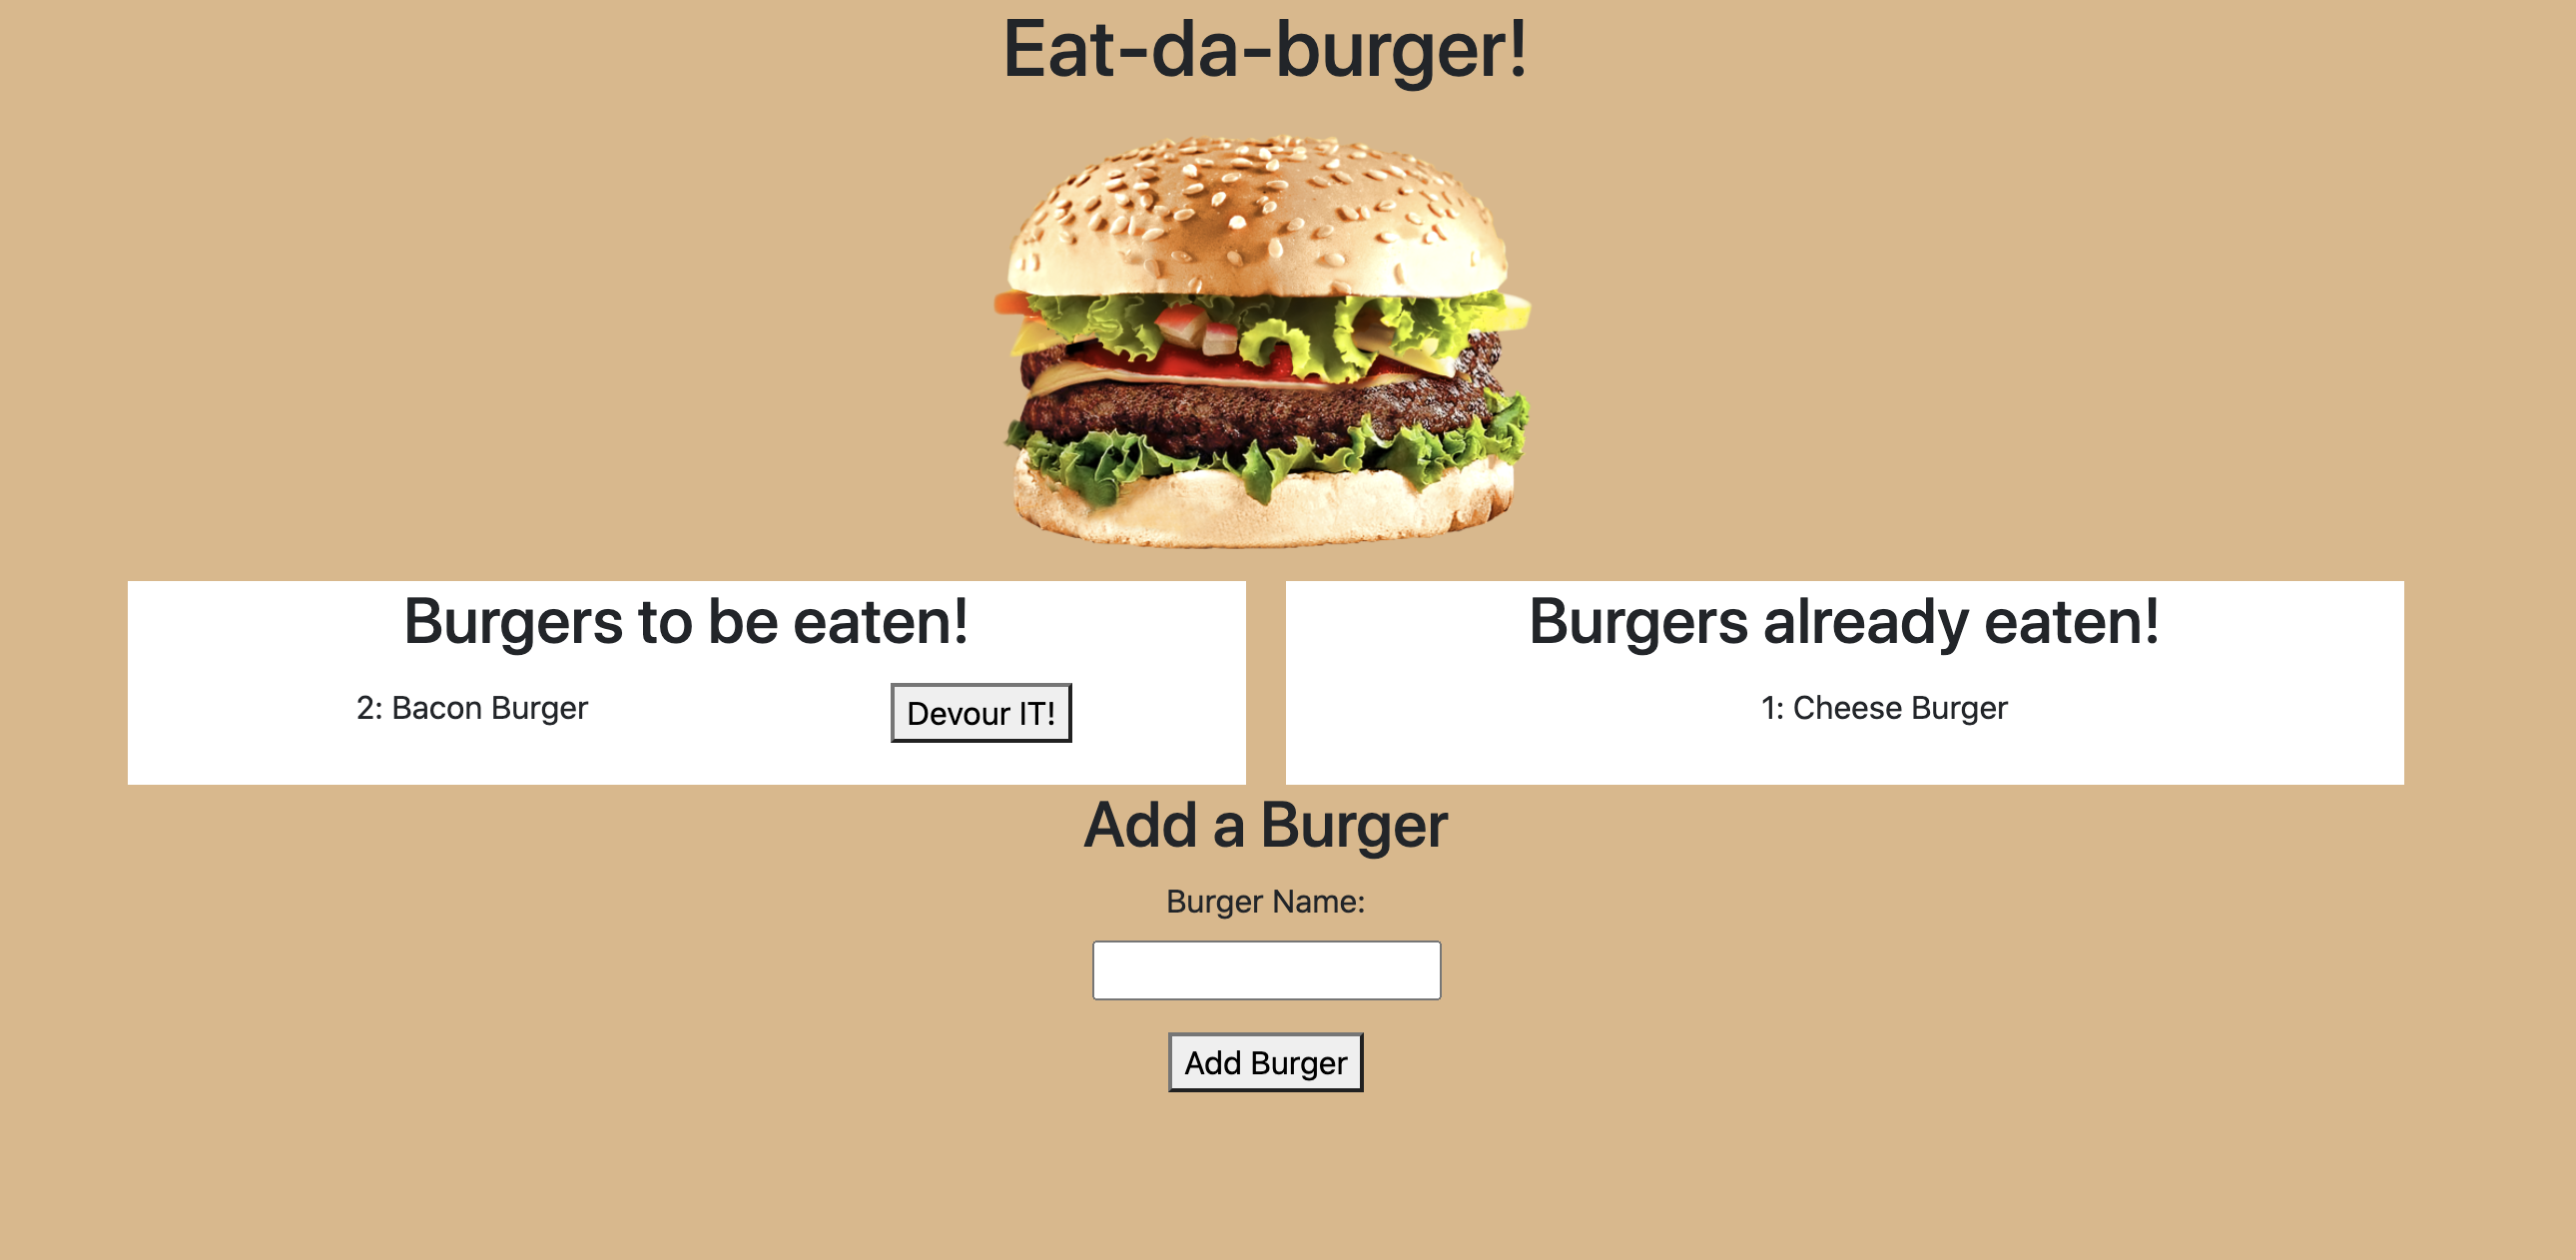 Eat-da-burger!
Burgers to be eaten!
2: Bacon Burger
Devour IT!
Burgers already eaten!
1: Cheese Burger
Add a Burger
Burger Name:
Add Burger